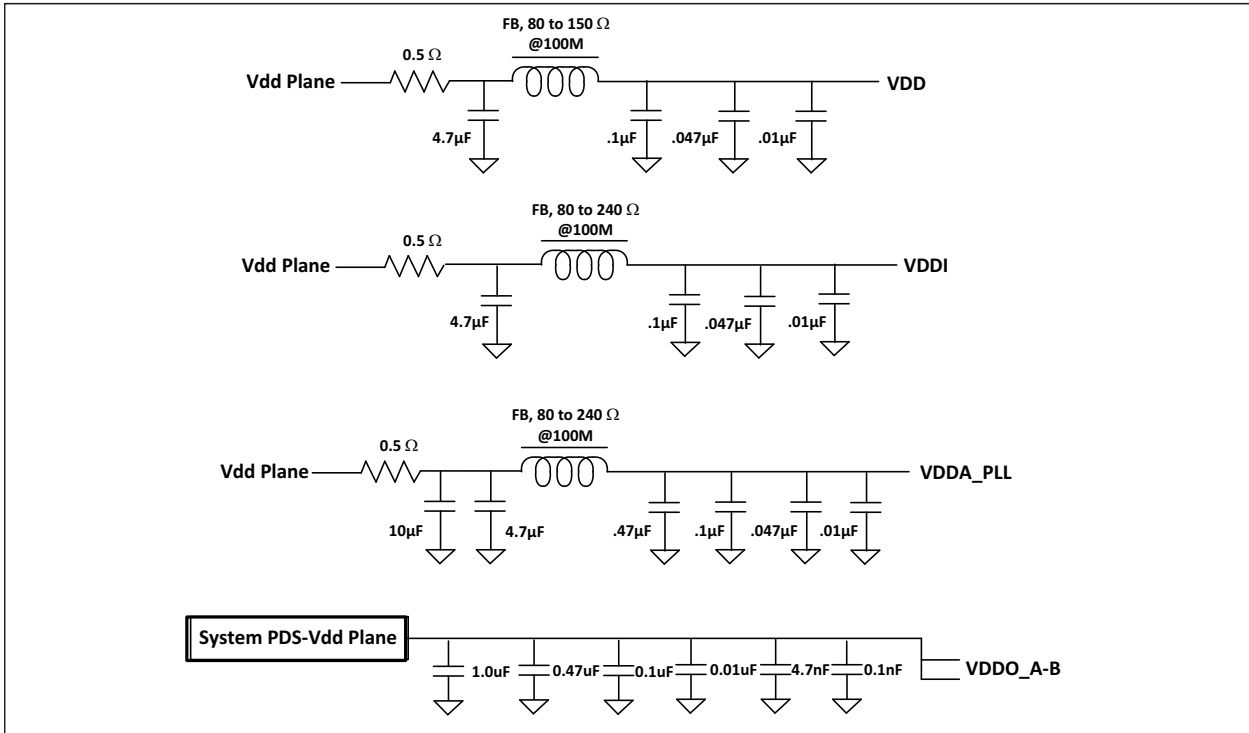 FB, 80 to 150 Ω
@100M
0.5 Ω
Vdd Plane
VDD
4.7µF
.1µF
.047µF
.01µF
FB, 80 to 240 Ω
@100M
0.5 Ω
Vdd Plane
VDDI
4.7µF
.1µF
.047µF
.01µF
FB, 80 to 240 Ω
@100M
0.5 Ω
Vdd Plane
VDDA_PLL
10µF
4.7µF
.47µF
.1µF
.047µF
.01µF
System PDS-Vdd Plane
1.0uF
0.47uF
0.1uF
0.01uF
4.7nF
0.1nF
VDDO_A-B